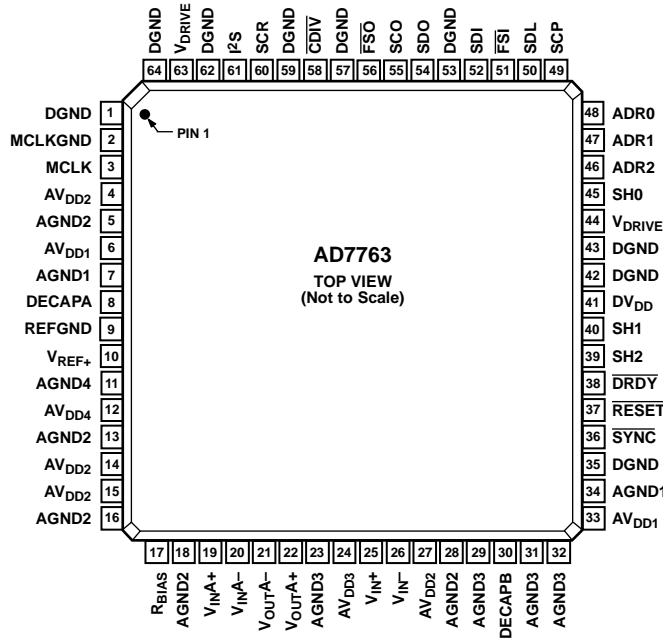 DGND 64
VDRIVE 63
DGND 62
I²S 61
SCR 60
DGND 59
C̅D̅I̅V̅ 58
DGND 57
F̅S̅O̅ 56
SCO 55
SDO 54
DGND 53
SDI 52
F̅S̅I̅ 51
SDL 50
SCP 49
DGND 1
MCLKGND 2
MCLK 3
AVDD2 4
AGND2 5
AVDD1 6
AGND1 7
DECAPA 8
REFGND 9
VREF+ 10
AGND4 11
AVDD4 12
AGND2 13
AVDD2 14
AVDD2 15
AGND2 16
PIN 1
AD7763
TOP VIEW
(Not to Scale)
48 ADR0
47 ADR1
46 ADR2
45 SH0
44 VDRIVE
43 DGND
42 DGND
41 DVDD
40 SH1
39 SH2
38 D̅R̅D̅Y̅
37 R̅E̅S̅E̅T̅
36 S̅Y̅N̅C̅
35 DGND
34 AGND1
33 AVDD1
17 RBIAS
18 AGND2
19 VINA+
20 VINA–
21 VOUTA–
22 VOUTA+
23 AGND3
24 AVDD3
25 VIN+
26 VIN–
27 AVDD2
28 AGND2
29 AGND3
30 DECAPB
31 AGND3
32 AGND3